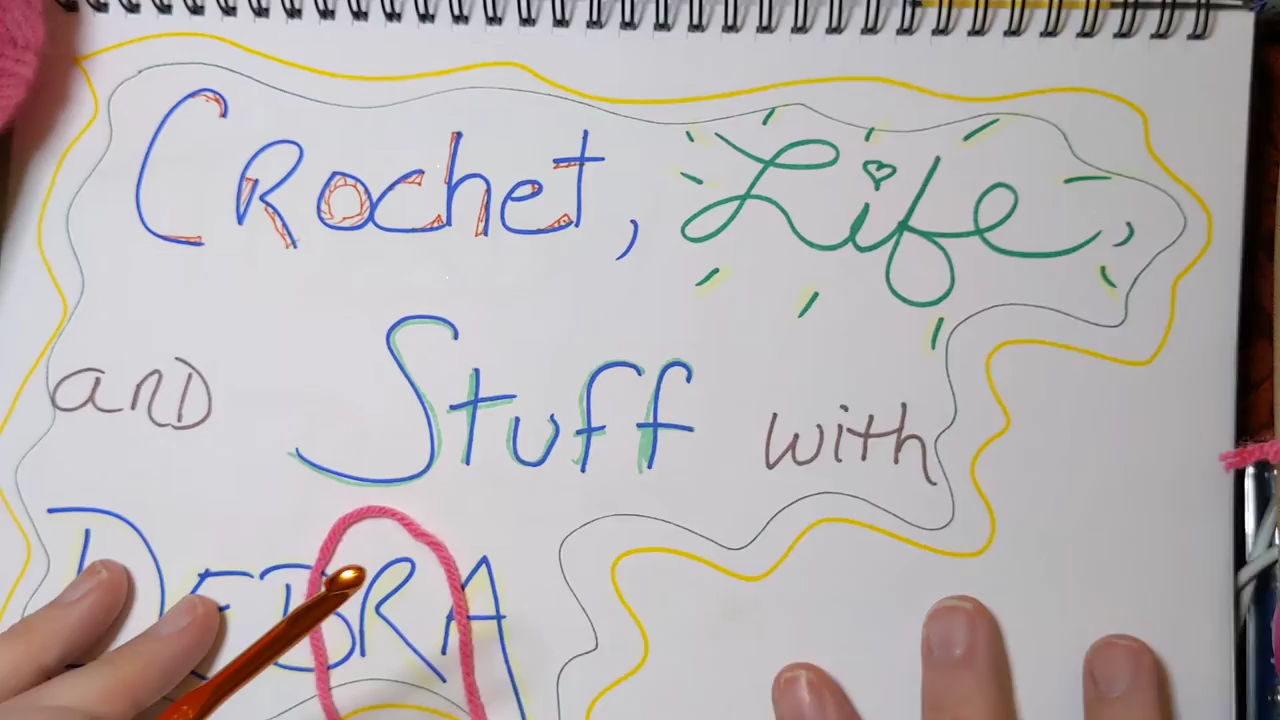 CRochet, Life,
anD Stuff with
DEBRA